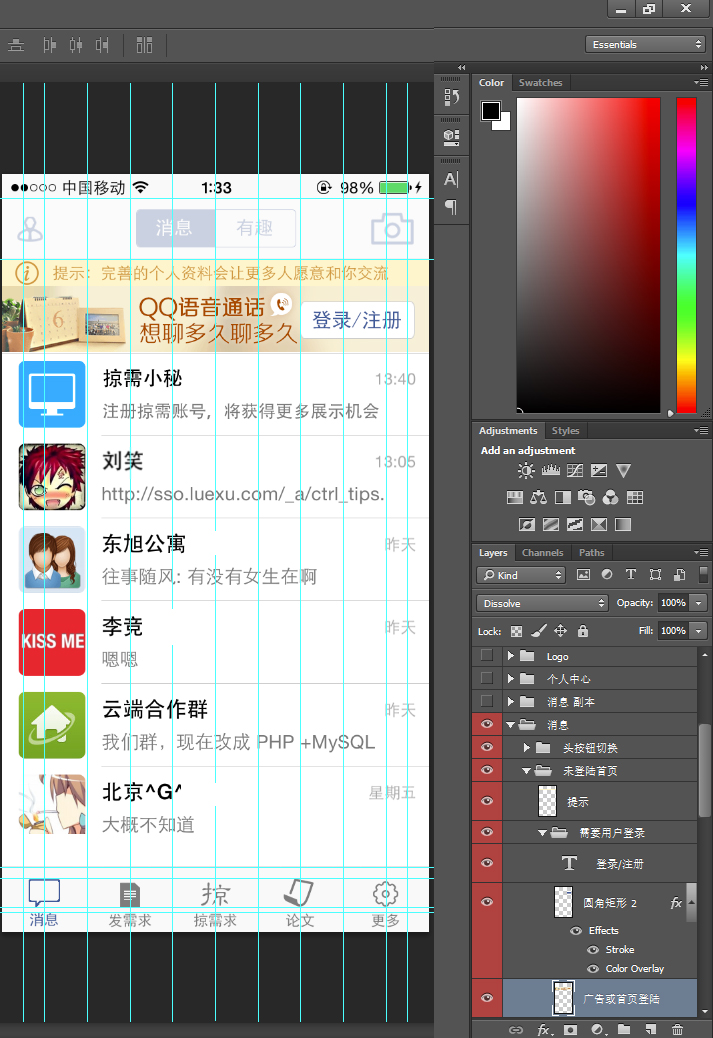 Essentials
Color
Swatches
中国移动
1:33
98%
消息
有趣
提示：完善的个人资料会让更多人愿意和你交流
6
QQ语音通话
想聊多久聊多久
登录/注册
掠需小秘
13:40
注册掠需账号，将获得更多展示机会
刘笑
13:05
http://sso.luexu.com/_a/ctrl_tips.
东旭公寓
昨天
往事随风: 有没有女生在啊
KISS ME
李竞
昨天
嗯嗯
云端合作群
昨天
我们群，现在改成 PHP +MySQL
北京^G^
星期五
大概不知道
消息
发需求
掠
掠需求
论文
更多
Adjustments
Styles
Add an adjustment
Layers
Channels
Paths
Kind
Dissolve
Opacity: 100%
Lock:
Fill: 100%
Logo
个人中心
消息 副本
消息
头按钮切换
未登陆首页
提示
需要用户登录
T 登录/注册
圆角矩形 2 fx
Effects
Stroke
Color Overlay
广告或首页登陆
fx